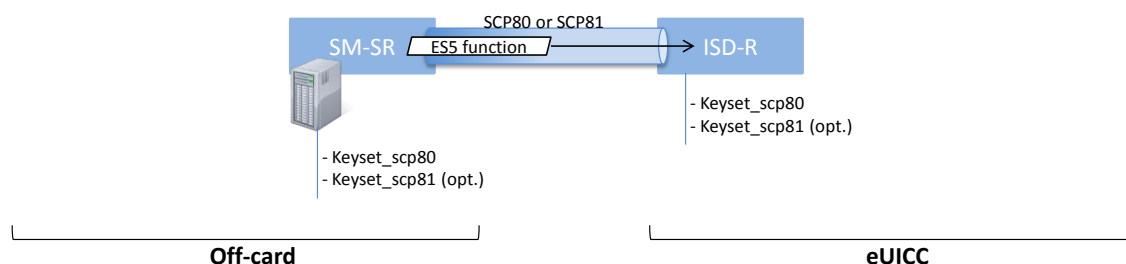 SCP80 or SCP81
SM-SR
ES5 function
ISD-R
- Keyset_scp80
- Keyset_scp81 (opt.)
- Keyset_scp80
- Keyset_scp81 (opt.)
Off-card
eUICC